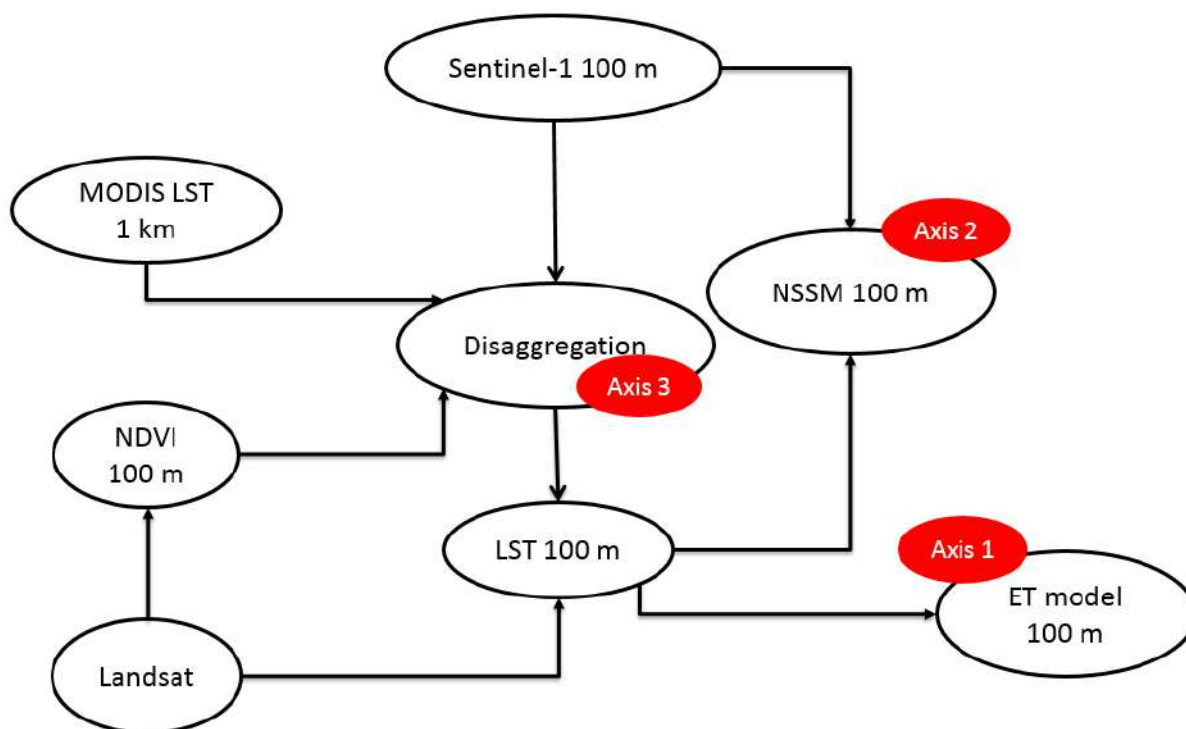 Sentinel-1 100 m
MODIS LST
1 km
Axis 2
NSSM 100 m
Disaggregation
Axis 3
NDVI
100 m
LST 100 m
Axis 1
ET model
100 m
Landsat